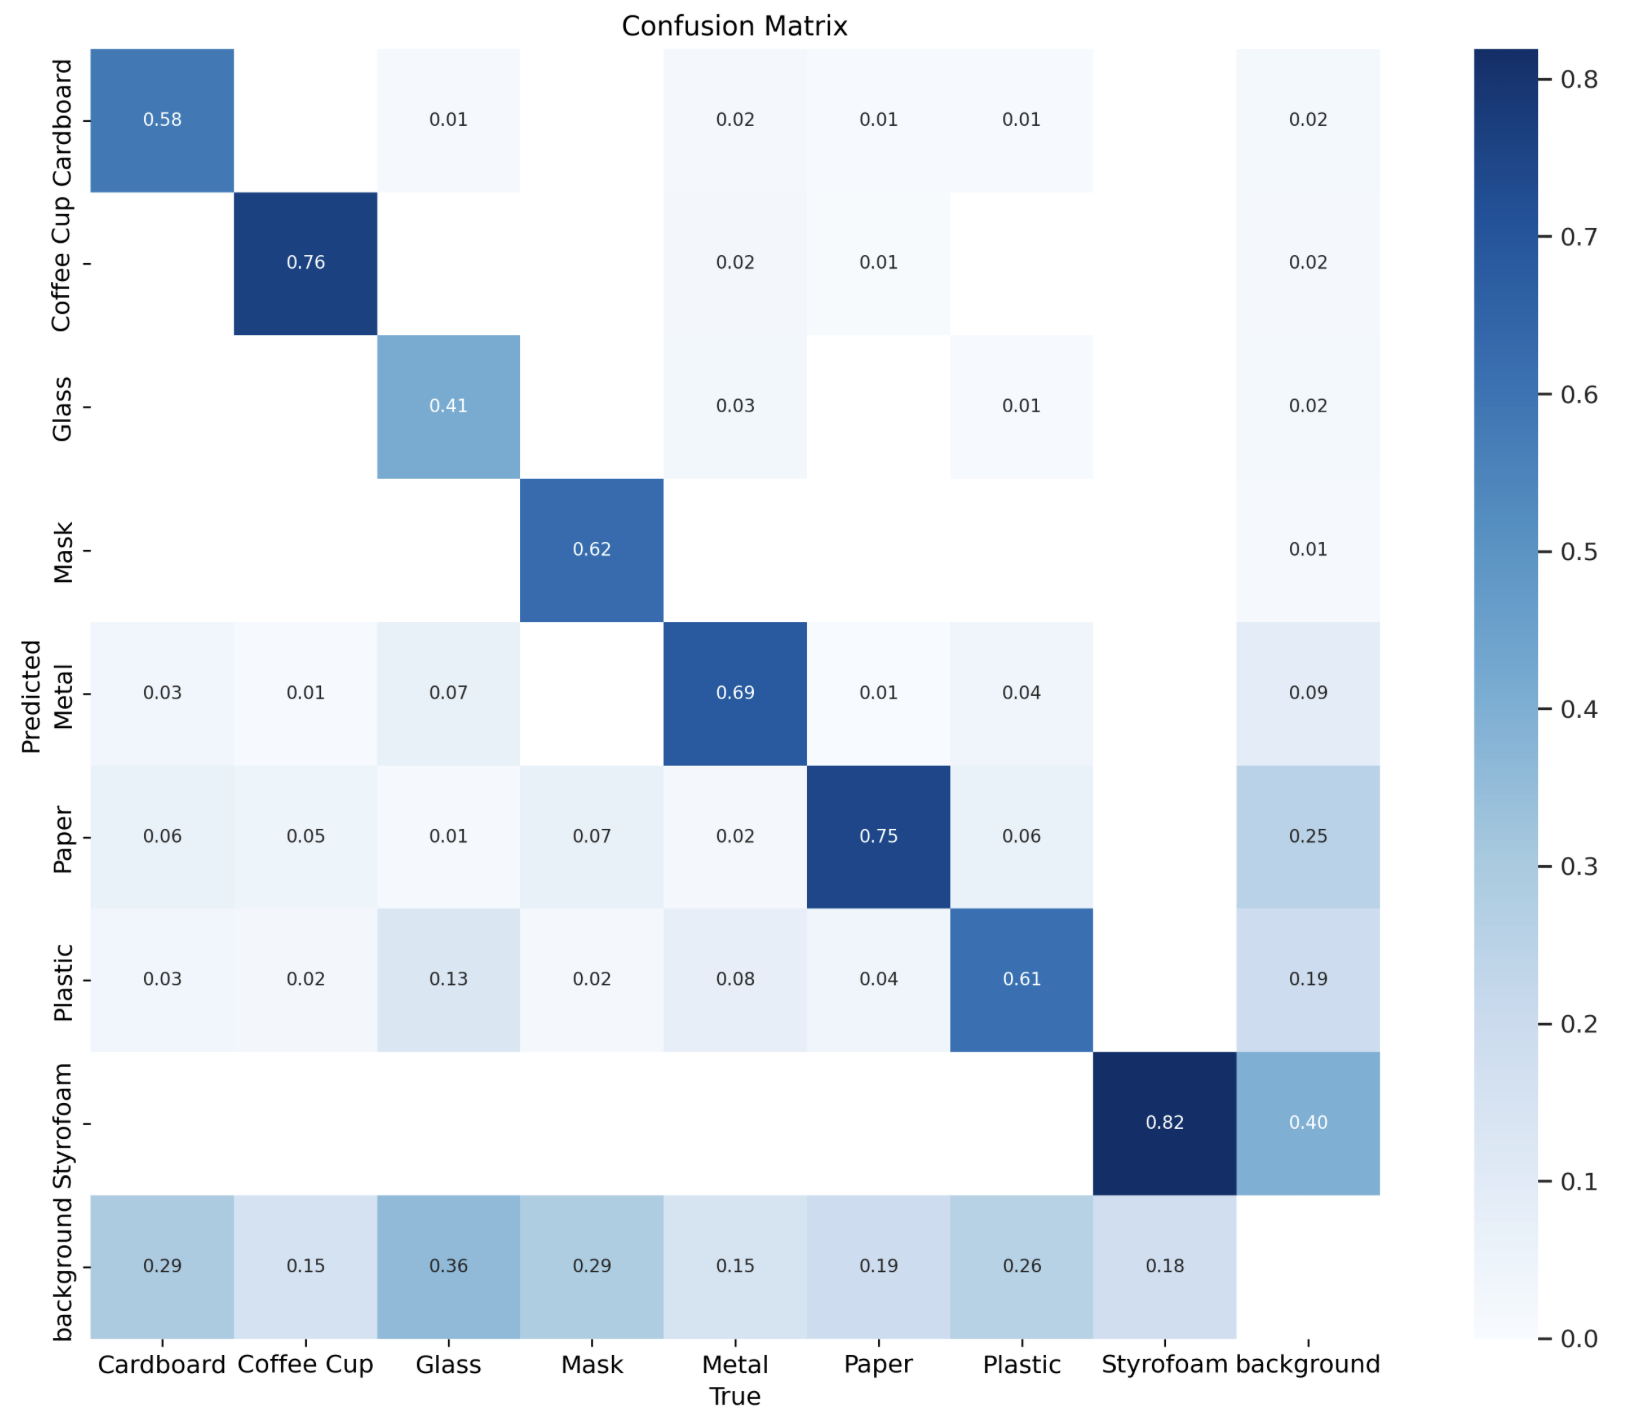 Confusion Matrix
Cardboard 0.58 0.01 0.02 0.01 0.01 0.02
Coffee Cup 0.76 0.02 0.01 0.02
Glass 0.41 0.03 0.01 0.02
Mask 0.62 0.01
Predicted
Metal 0.03 0.01 0.07 0.69 0.01 0.04 0.09
Paper 0.06 0.05 0.01 0.07 0.02 0.75 0.06 0.25
Plastic 0.03 0.02 0.13 0.02 0.08 0.04 0.61 0.19
Styrofoam 0.82 0.40
background 0.29 0.15 0.36 0.29 0.15 0.19 0.26 0.18
Cardboard Coffee Cup Glass Mask Metal Paper Plastic Styrofoam background
True
0.8
0.7
0.6
0.5
0.4
0.3
0.2
0.1
0.0